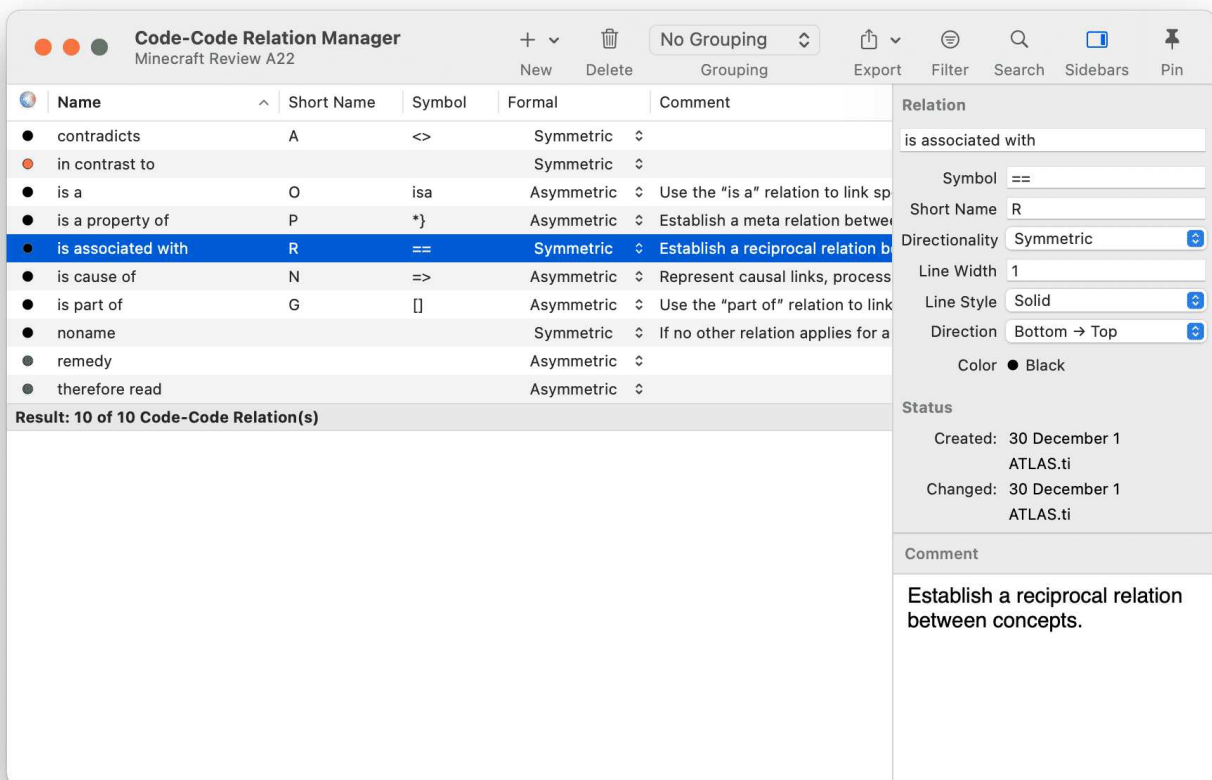 Code-Code Relation Manager
Minecraft Review A22
No Grouping
New Delete Grouping Export Filter Search Sidebars Pin
Name Short Name Symbol Formal Comment
contradicts A <> Symmetric
in contrast to Symmetric
is a O isa Asymmetric Use the “is a” relation to link sp
is a property of P *} Asymmetric Establish a meta relation betwee
is associated with R == Symmetric Establish a reciprocal relation b
is cause of N => Asymmetric Represent causal links, process
is part of G [] Asymmetric Use the “part of” relation to link
noname Symmetric If no other relation applies for a
remedy Asymmetric
therefore read Asymmetric
Result: 10 of 10 Code-Code Relation(s)
Relation
is associated with
Symbol ==
Short Name R
Directionality Symmetric
Line Width 1
Line Style Solid
Direction Bottom → Top
Color Black
Status
Created: 30 December 1
ATLAS.ti
Changed: 30 December 1
ATLAS.ti
Comment
Establish a reciprocal relation
between concepts.